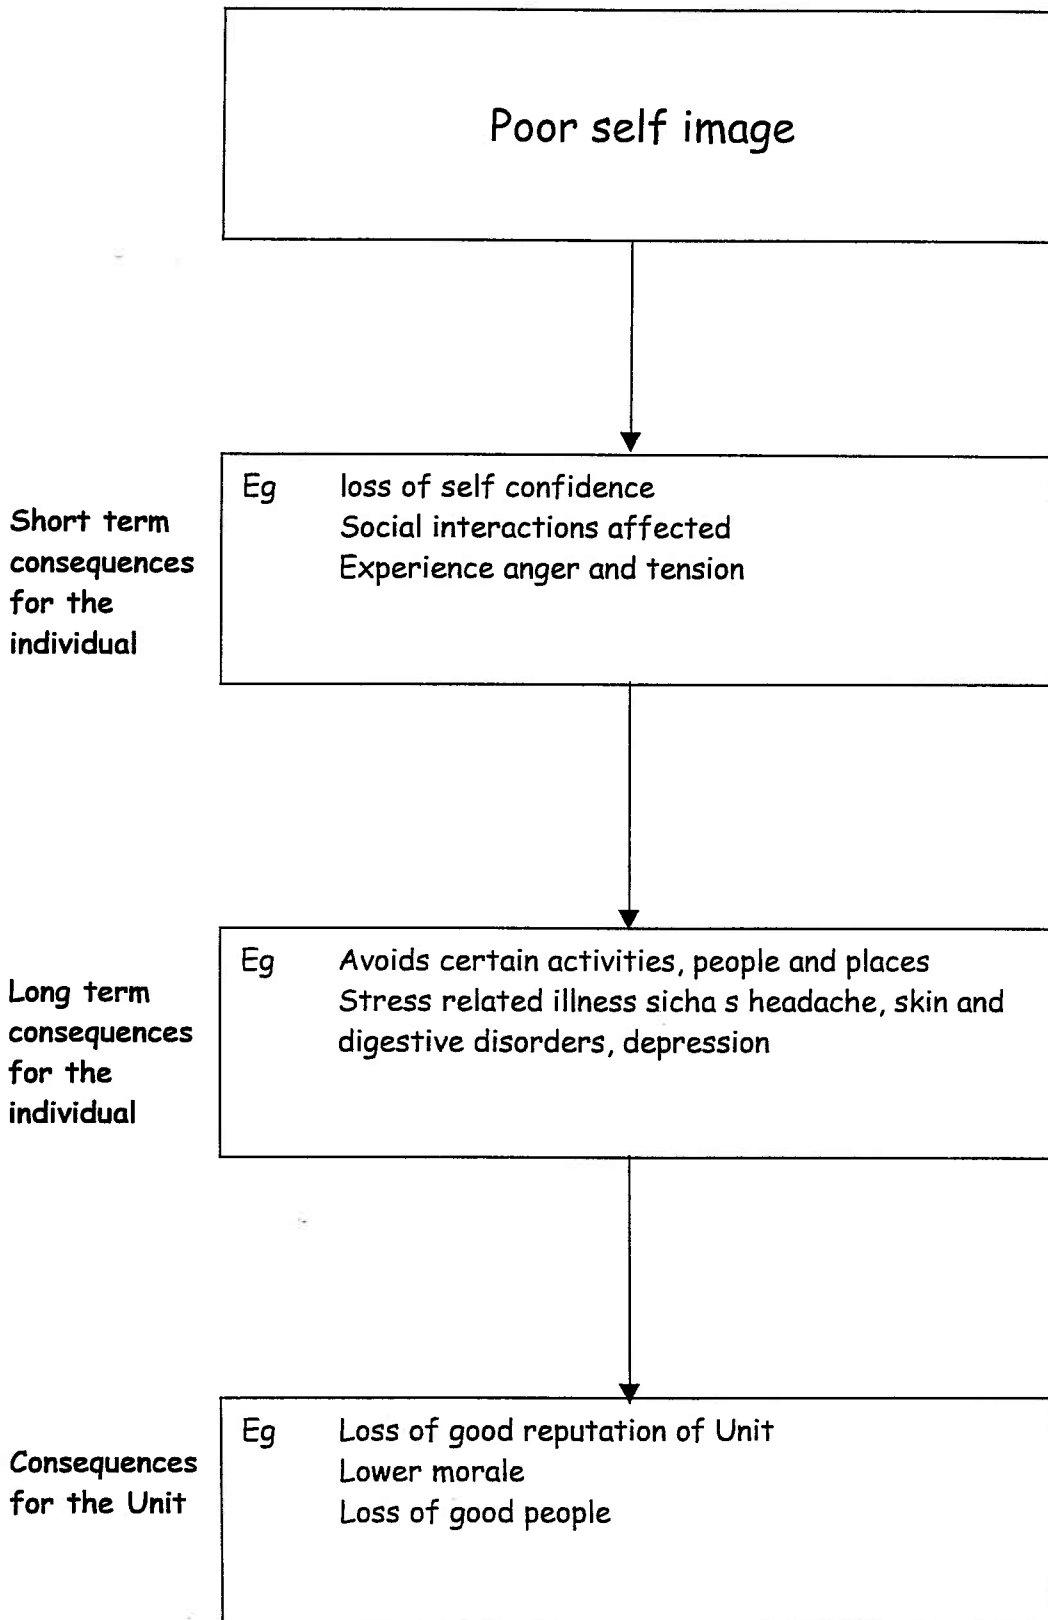 Poor self image
Short term
consequences
for the
individual
Eg loss of self confidence
Social interactions affected
Experience anger and tension
Long term
consequences
for the
individual
Eg Avoids certain activities, people and places
Stress related illness sicha s headache, skin and
digestive disorders, depression
Consequences
for the Unit
Eg Loss of good reputation of Unit
Lower morale
Loss of good people